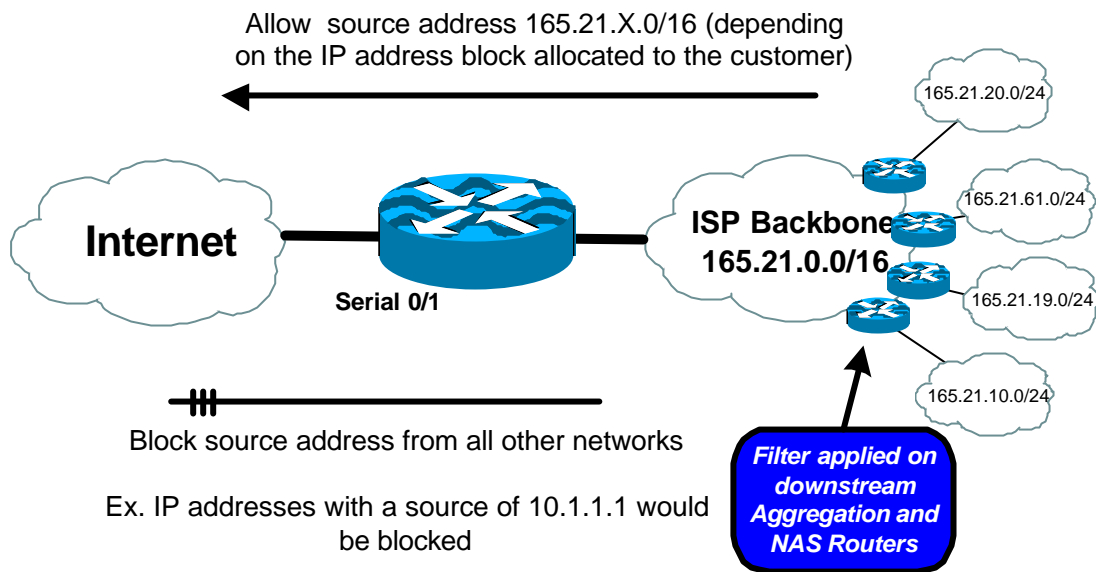 Allow source address 165.21.X.0/16 (depending
on the IP address block allocated to the customer)
165.21.20.0/24
165.21.61.0/24
Internet
ISP Backbone
165.21.0.0/16
Serial 0/1
165.21.19.0/24
165.21.10.0/24
Block source address from all other networks
Ex. IP addresses with a source of 10.1.1.1 would
be blocked
Filter applied on
downstream
Aggregation and
NAS Routers